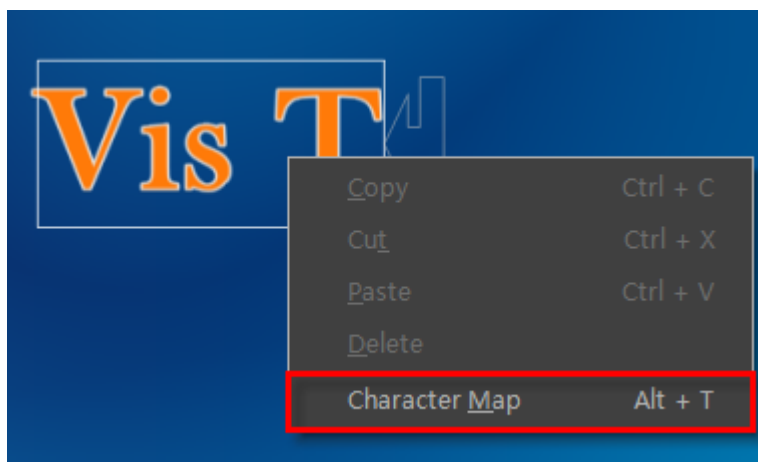 Vis T
Copy Ctrl + C
Cut Ctrl + X
Paste Ctrl + V
Delete
Character Map Alt + T